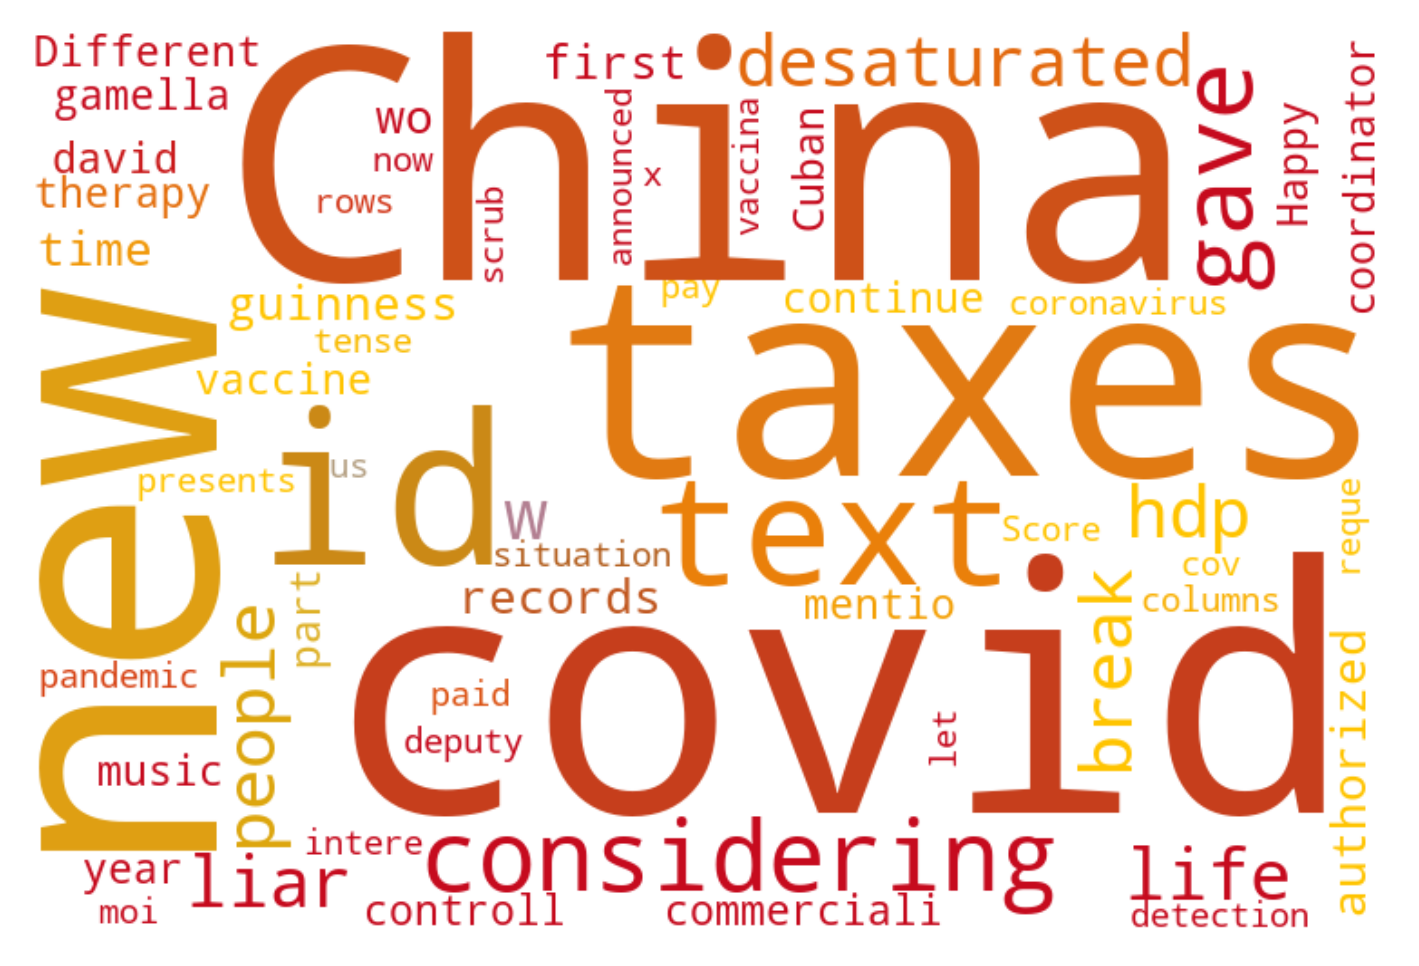 Different
first
desaturated
gamella
China
wo
now
david
therapy
rows
scrub
announced
x
vaccina
Cuban
gave
Happy
coordinator
time
guinness
pay
continue
coronavirus
tense
taxes
vaccine
new
id
us
presents
W
text
Score
hdp
reque
situation
cov
records
mentio
columns
part
people
break
covid
pandemic
paid
deputy
let
authorized
music
intere
considering
year
liar
life
moi
controll
commerciali
detection